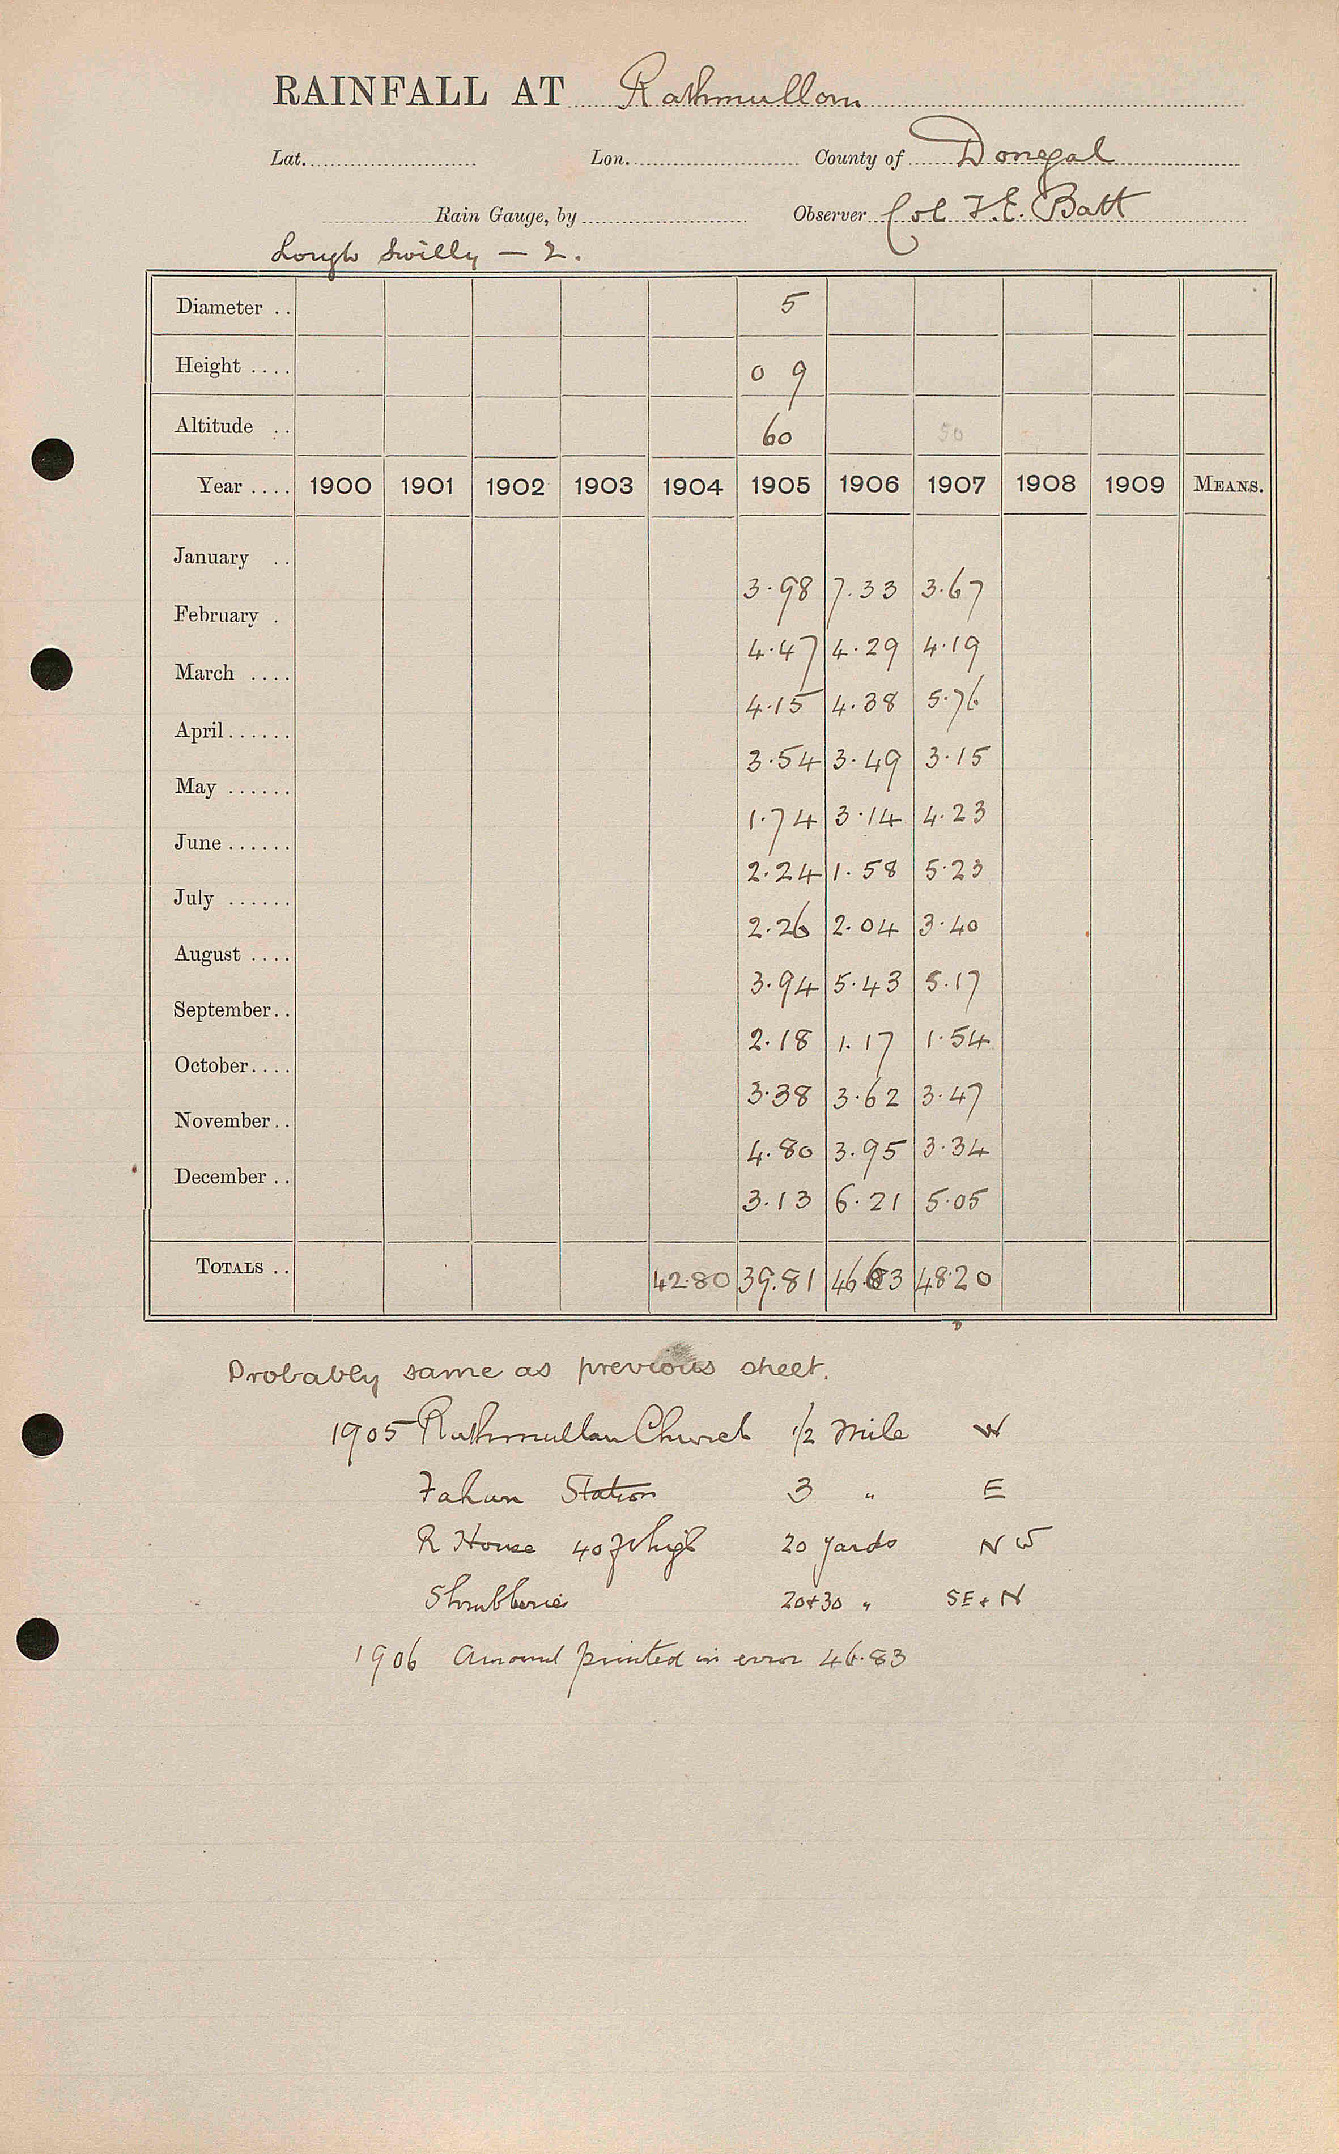 RAINFALL AT Rathmullan
Lat. Lon. County of Donegal
Rain Gauge, by Observer Col T.E. Batt
Lough Swilly — 2.
Diameter .. 5
Height .... 0 9
Altitude .. 60 50
Year .... 1900 1901 1902 1903 1904 1905 1906 1907 1908 1909 MEANS.
January ..
3.98 7.33 3.67
February .
4.47 4.29 4.19
March ....
4.15 4.38 5.76
April......
3.54 3.49 3.15
May ......
1.74 3.14 4.23
June......
2.24 1.58 5.23
July ......
2.26 2.04 3.40
August ....
3.94 5.43 5.17
September..
2.18 1.17 1.54
October....
3.38 3.62 3.47
November..
4.80 3.95 3.34
December..
3.13 6.21 5.05
TOTALS .. 42.80 39.81 46.63 48.20
Probably same as previous sheet.
1905 Rathmullan Church 1/2 Mile W
Fahan Station 3 " E
R House 40 ft high 20 yards NW
Shrubberies 20+30 " SE + N
1906 Amount printed in error 46.83